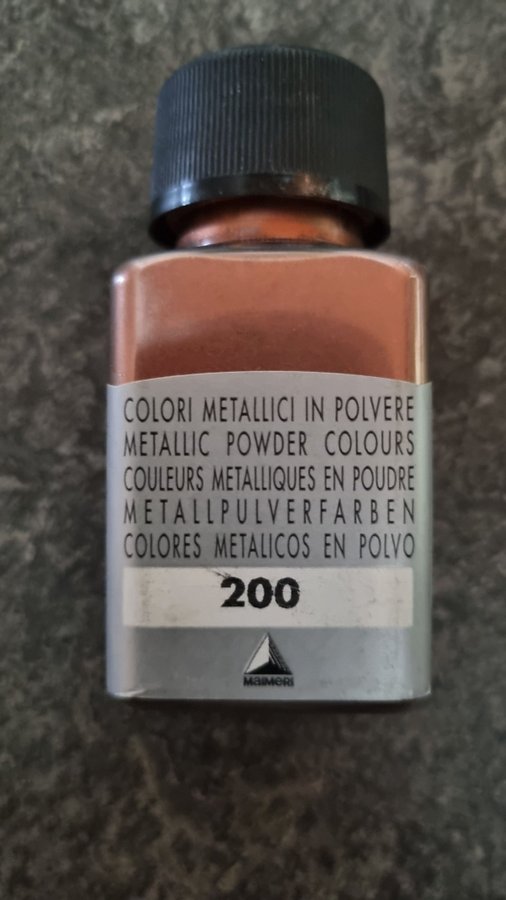 COLORI METALLICI IN POLVERE
METALLIC POWDER COLOURS
COULEURS METALLIQUES EN POUDRE
METALLPULVERFARBEN
COLORES METALICOS EN POLVO
200
MAIMERI